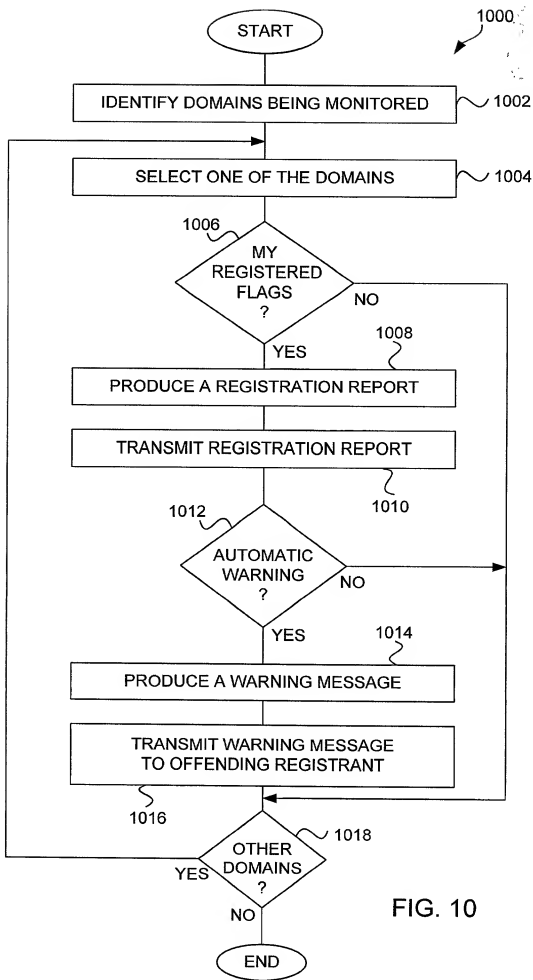 START
1000
IDENTIFY DOMAINS BEING MONITORED
1002
SELECT ONE OF THE DOMAINS
1004
1006
MY
REGISTERED
FLAGS
?
NO
YES
1008
PRODUCE A REGISTRATION REPORT
TRANSMIT REGISTRATION REPORT
1010
1012
AUTOMATIC
WARNING
?
NO
YES
1014
PRODUCE A WARNING MESSAGE
TRANSMIT WARNING MESSAGE
TO OFFENDING REGISTRANT
1016
1018
OTHER
DOMAINS
?
YES
NO
FIG. 10
END